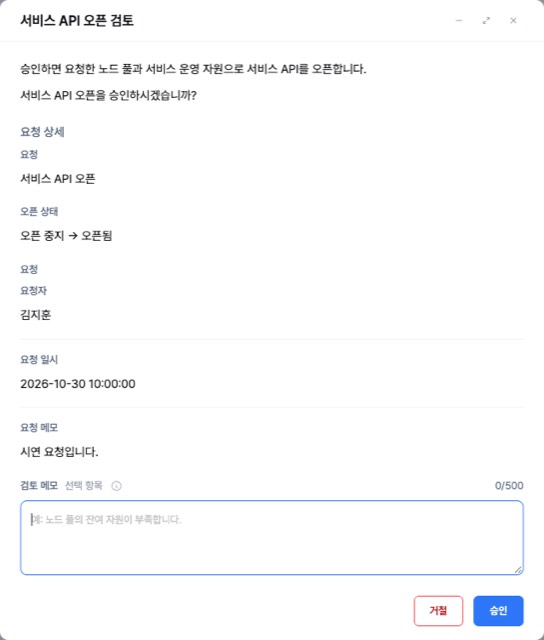 서비스 API 오픈 검토
승인하면 요청한 노드 풀과 서비스 운영 자원으로 서비스 API를 오픈합니다.
서비스 API 오픈을 승인하시겠습니까?
요청 상세
요청
서비스 API 오픈
오픈 상태
오픈 중지 → 오픈됨
요청
요청자
김지훈
요청 일시
2026-10-30 10:00:00
요청 메모
시연 요청입니다.
검토 메모 선택 항목 0/500
예: 노드 풀의 잔여 자원이 부족합니다.
거절 승인